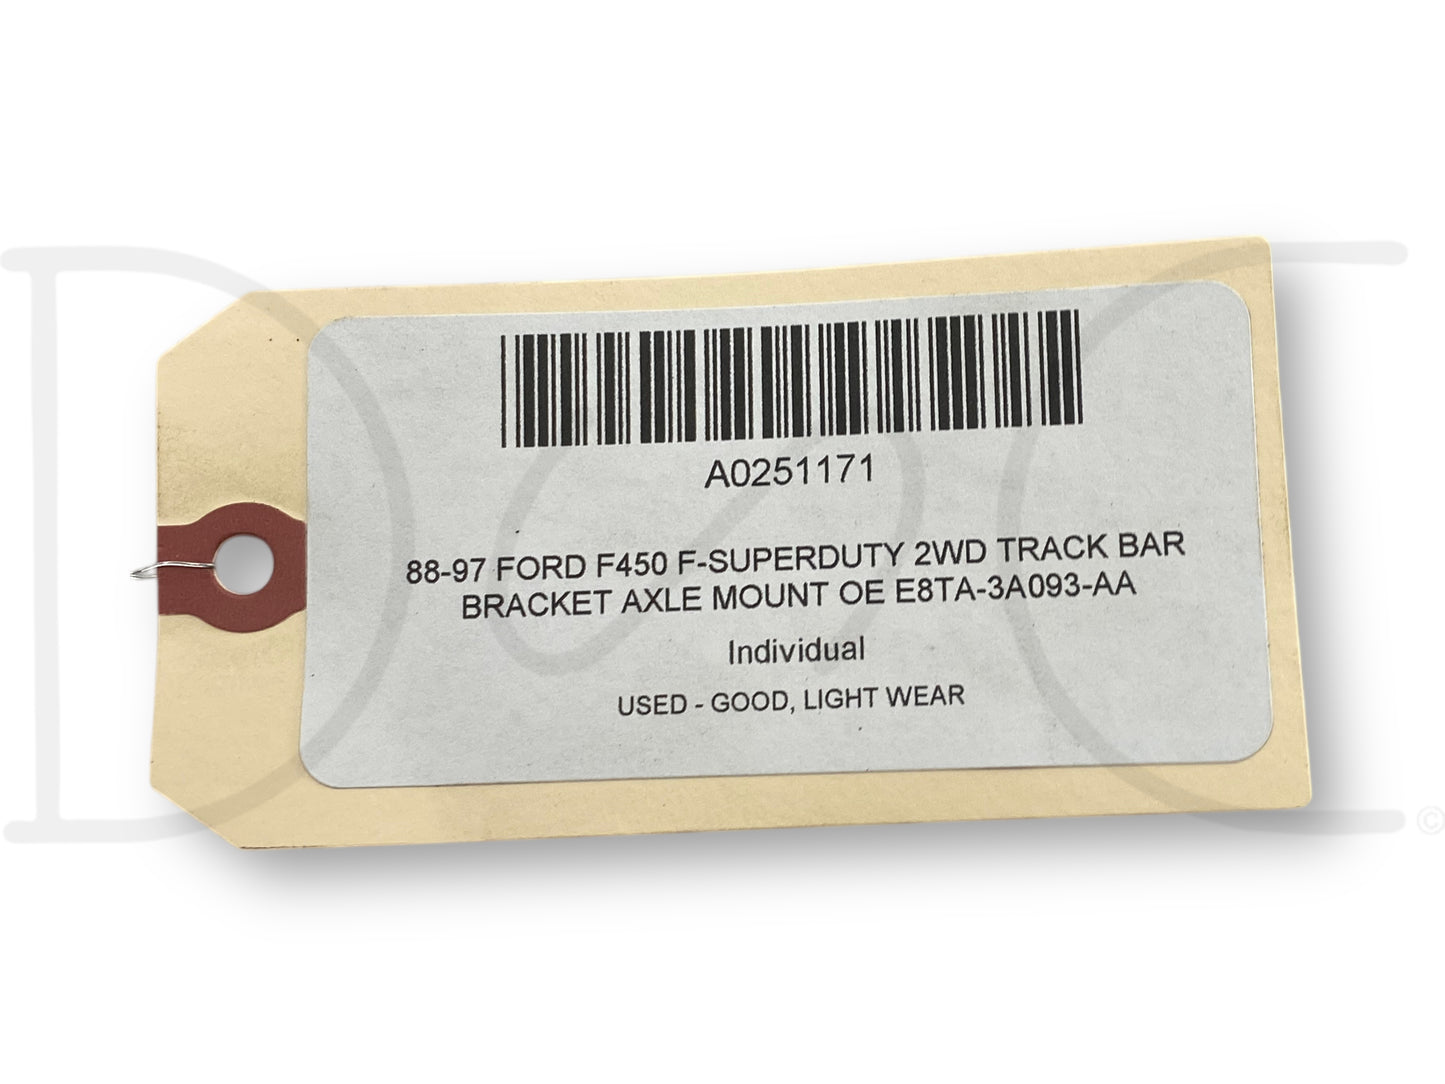 A0251171
88-97 FORD F450 F-SUPERDUTY 2WD TRACK BAR
BRACKET AXLE MOUNT OE E8TA-3A093-AA
Individual
USED - GOOD, LIGHT WEAR
©